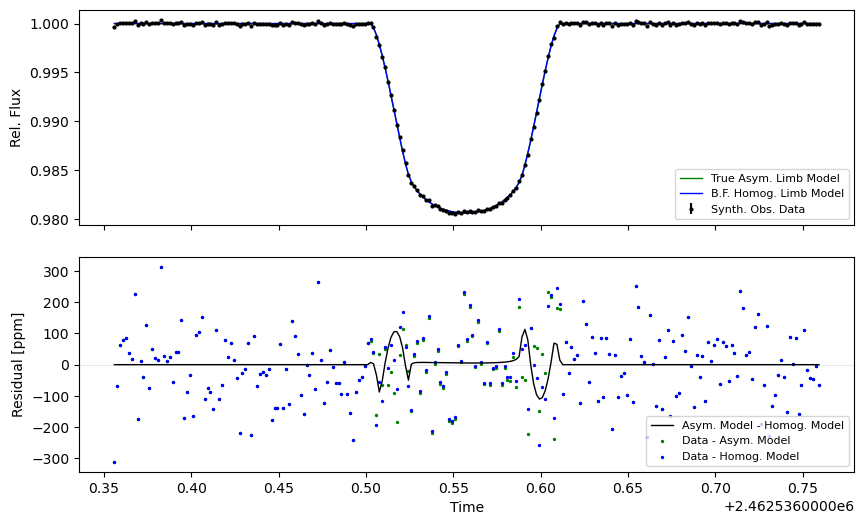 1.000
0.995
0.990
0.985
0.980
Rel. Flux
True Asym. Limb Model
B.F. Homog. Limb Model
Synth. Obs. Data
300
200
100
0
−100
−200
−300
Residual [ppm]
Asym. Model - Homog. Model
Data - Asym. Model
Data - Homog. Model
0.35
0.40
0.45
0.50
0.55
0.60
0.65
0.70
0.75
Time
+2.4625360000e6